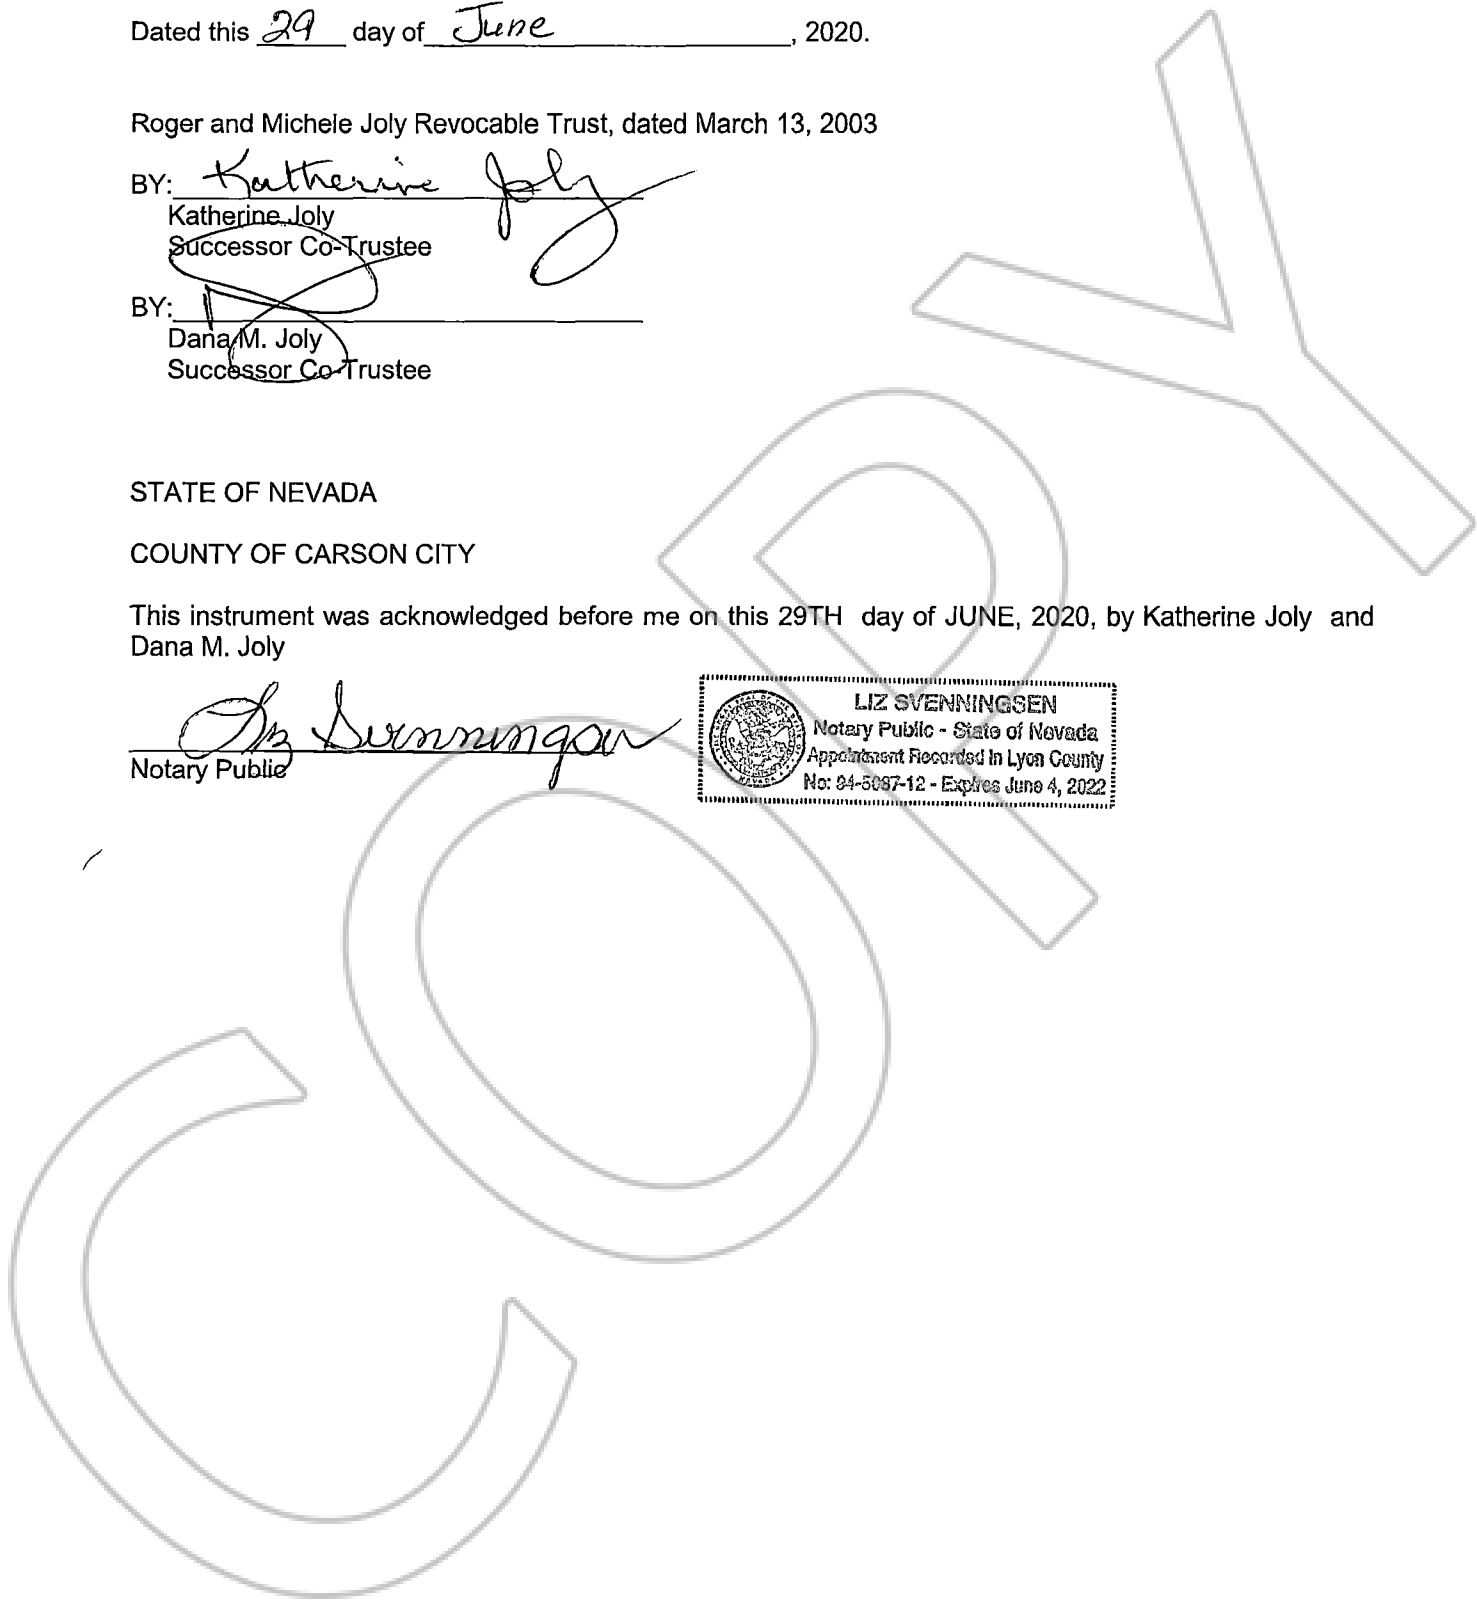 Dated this 29 day of June, 2020.
Roger and Michele Joly Revocable Trust, dated March 13, 2003
BY: Katherine Joly
Katherine Joly
Successor Co-Trustee
BY:
Dana M. Joly
Successor Co-Trustee
STATE OF NEVADA
COUNTY OF CARSON CITY
This instrument was acknowledged before me on this 29TH day of JUNE, 2020, by Katherine Joly and
Dana M. Joly
Liz Svenningsen
Notary Public
LIZ SVENNINGSEN
Notary Public - State of Nevada
Appointment Recorded in Lyon County
No: 94-5087-12 - Expires June 4, 2022
COPY